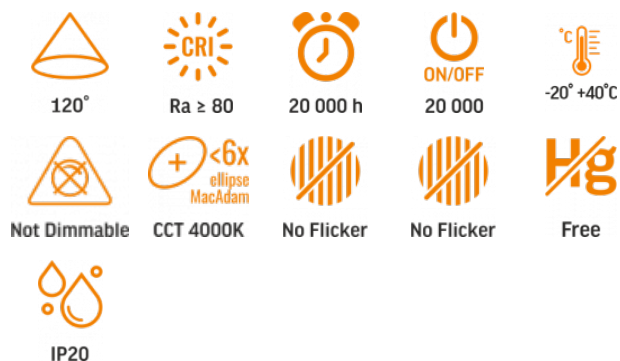 CRI
ON/OFF
°C
120°
Ra ≥ 80
20 000 h
20 000
-20° +40°C
<6x
ellipse
MacAdam
Hg
Not Dimmable
CCT 4000K
No Flicker
No Flicker
Free
IP20